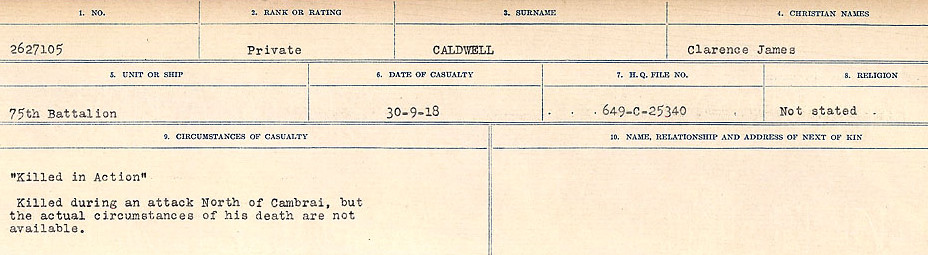 1. NO. 2. RANK OR RATING 3. SURNAME 4. CHRISTIAN NAMES
2627105 Private CALDWELL Clarence James
5. UNIT OR SHIP 6. DATE OF CASUALTY 7. H.Q. FILE NO. 8. RELIGION
75th Battalion 30-9-18 . . . 649-C-25340 Not stated . .
9. CIRCUMSTANCES OF CASUALTY 10. NAME, RELATIONSHIP AND ADDRESS OF NEXT OF KIN
"Killed in Action"
Killed during an attack North of Cambrai, but
the actual circumstances of his death are not
available.